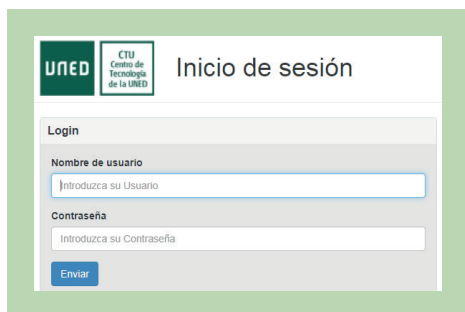 UNED
CTU
Centro de
Tecnología
de la UNED
Inicio de sesión
Login
Nombre de usuario
Introduzca su Usuario
Contraseña
Introduzca su Contraseña
Enviar